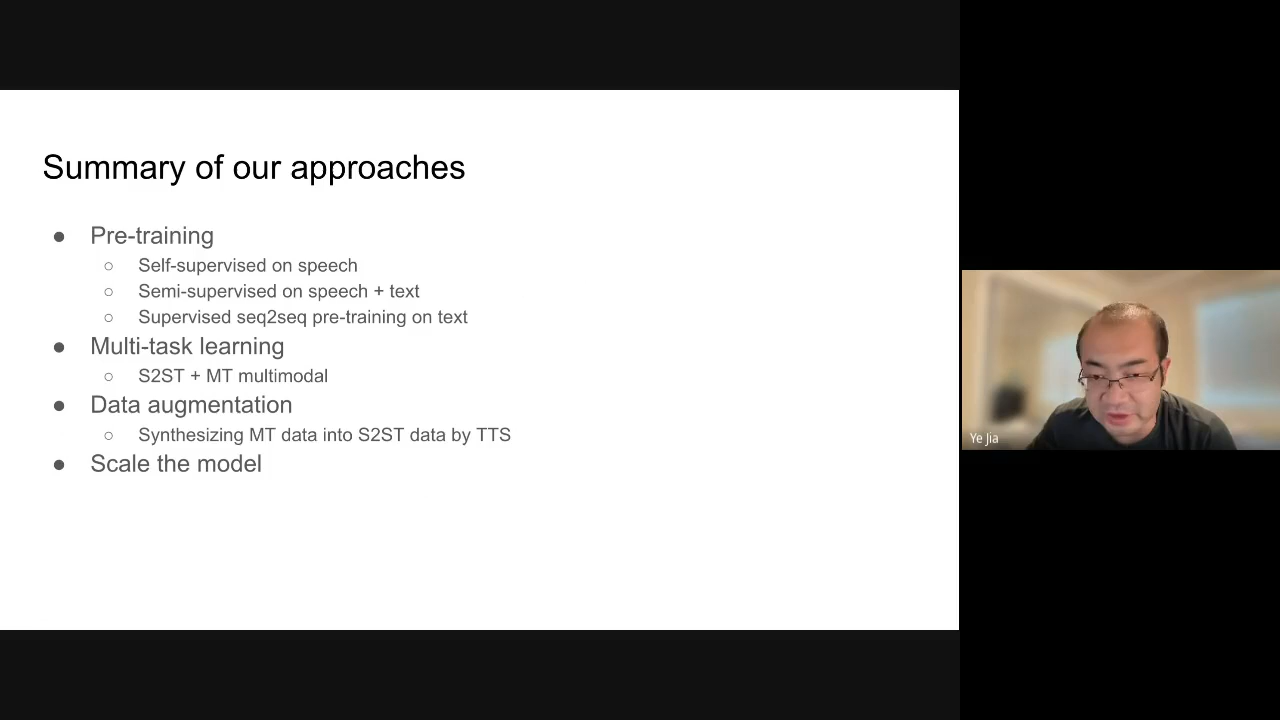 Summary of our approaches
● Pre-training
○ Self-supervised on speech
○ Semi-supervised on speech + text
○ Supervised seq2seq pre-training on text
● Multi-task learning
○ S2ST + MT multimodal
● Data augmentation
○ Synthesizing MT data into S2ST data by TTS
● Scale the model
Ye Jia